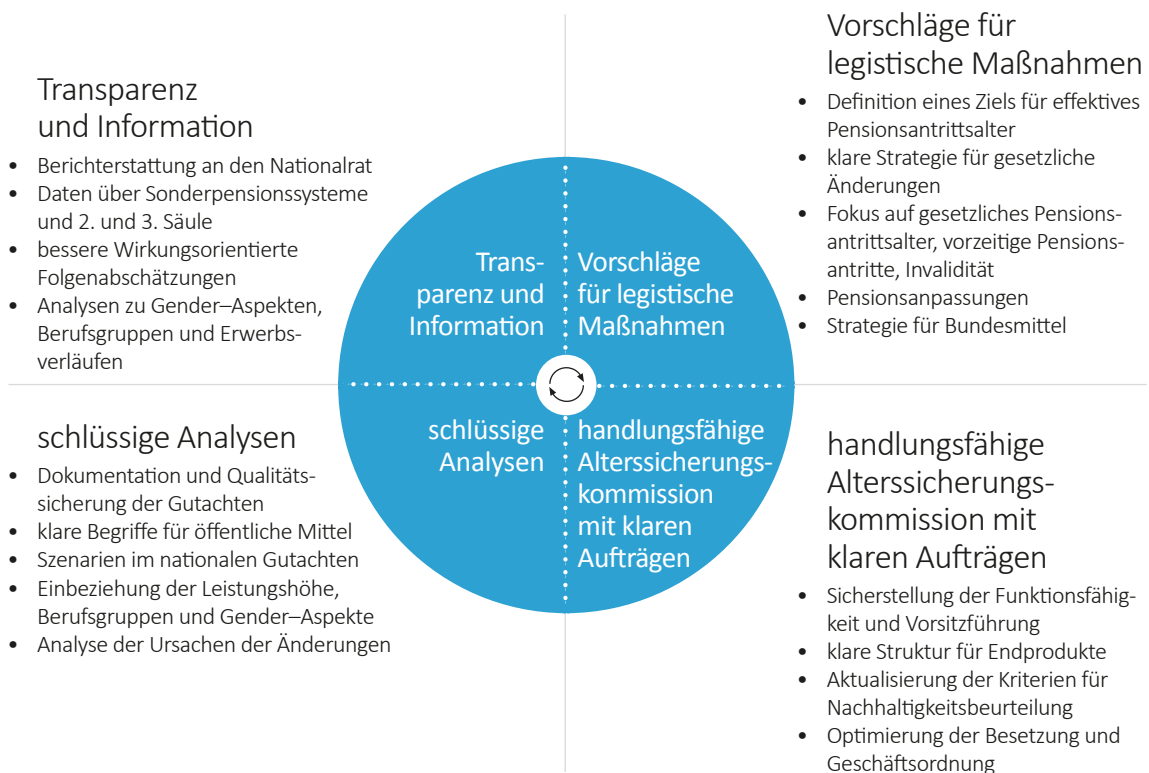 Transparenz
und Information
• Berichterstattung an den Nationalrat
• Daten über Sonderpensionssysteme
und 2. und 3. Säule
• bessere Wirkungsorientierte
Folgenabschätzungen
• Analysen zu Gender–Aspekten,
Berufsgruppen und Erwerbs-
verläufen
Vorschläge für
legistische Maßnahmen
• Definition eines Ziels für effektives
Pensionsantrittsalter
• klare Strategie für gesetzliche
Änderungen
• Fokus auf gesetzliches Pensions-
antrittsalter, vorzeitige Pensions-
antritte, Invalidität
• Pensionsanpassungen
• Strategie für Bundesmittel
Trans-
parenz und
Information
Vorschläge
für legistische
Maßnahmen
schlüssige
Analysen
handlungsfähige
Alterssicherungs-
kommission
mit klaren
Aufträgen
schlüssige Analysen
• Dokumentation und Qualitäts-
sicherung der Gutachten
• klare Begriffe für öffentliche Mittel
• Szenarien im nationalen Gutachten
• Einbeziehung der Leistungshöhe,
Berufsgruppen und Gender–Aspekte
• Analyse der Ursachen der Änderungen
handlungsfähige
Alterssicherungs-
kommission mit
klaren Aufträgen
• Sicherstellung der Funktionsfähig-
keit und Vorsitzführung
• klare Struktur für Endprodukte
• Aktualisierung der Kriterien für
Nachhaltigkeitsbeurteilung
• Optimierung der Besetzung und
Geschäftsordnung